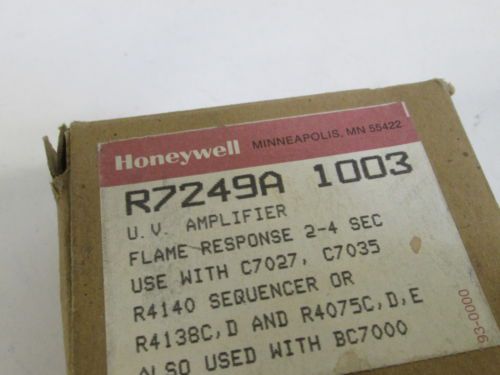 Honeywell MINNEAPOLIS, MN 55422
R7249A 1003
U.V. AMPLIFIER
FLAME RESPONSE 2-4 SEC
USE WITH C7027, C7035
R4140 SEQUENCER OR
R4138C,D AND R4075C,D,E
ALSO USED WITH BC7000
93-0000